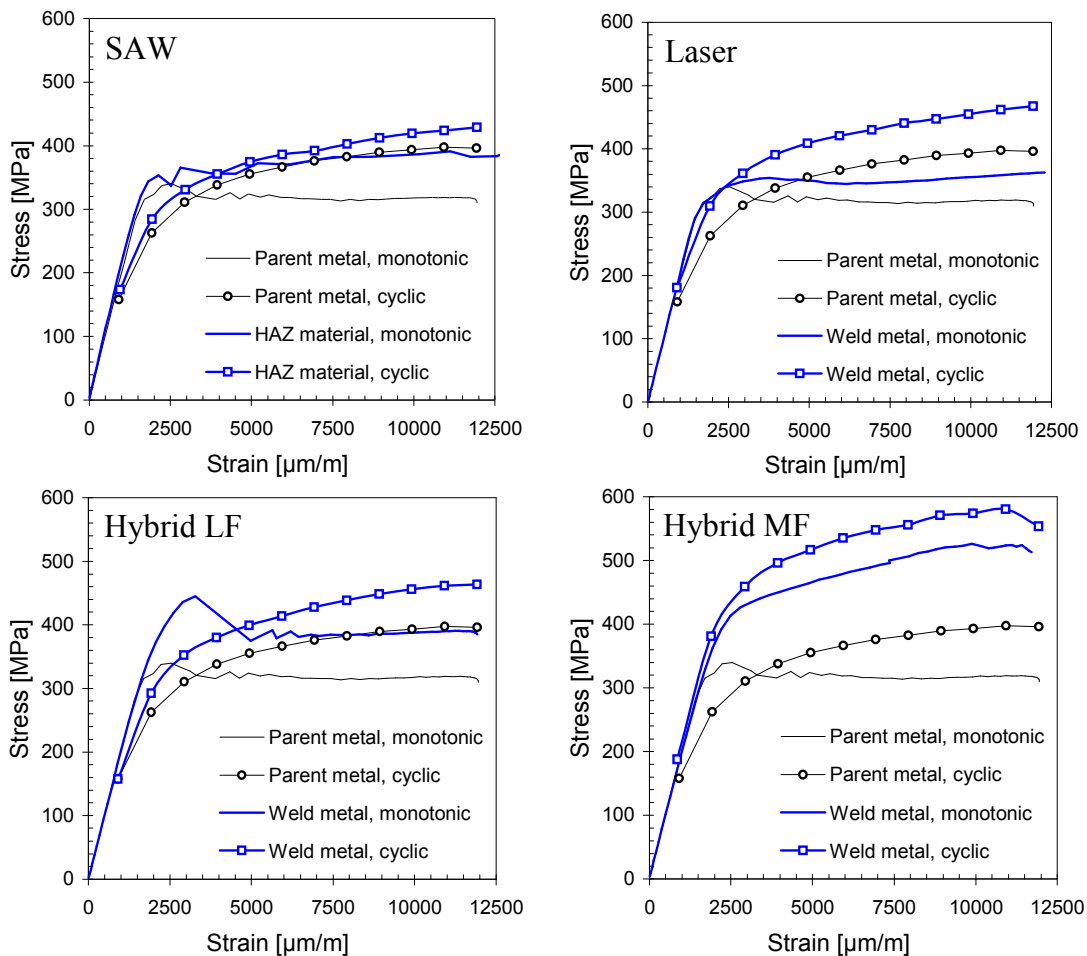 SAW
Stress [MPa]
600
500
400
300
200
100
0
Parent metal, monotonic
Parent metal, cyclic
HAZ material, monotonic
HAZ material, cyclic
0 2500 5000 7500 10000 12500
Strain [µm/m]
Laser
Stress [MPa]
600
500
400
300
200
100
0
Parent metal, monotonic
Parent metal, cyclic
Weld metal, monotonic
Weld metal, cyclic
0 2500 5000 7500 10000 12500
Strain [µm/m]
Hybrid LF
Stress [MPa]
600
500
400
300
200
100
0
Parent metal, monotonic
Parent metal, cyclic
Weld metal, monotonic
Weld metal, cyclic
0 2500 5000 7500 10000 12500
Strain [µm/m]
Hybrid MF
Stress [MPa]
600
500
400
300
200
100
0
Parent metal, monotonic
Parent metal, cyclic
Weld metal, monotonic
Weld metal, cyclic
0 2500 5000 7500 10000 12500
Strain [µm/m]